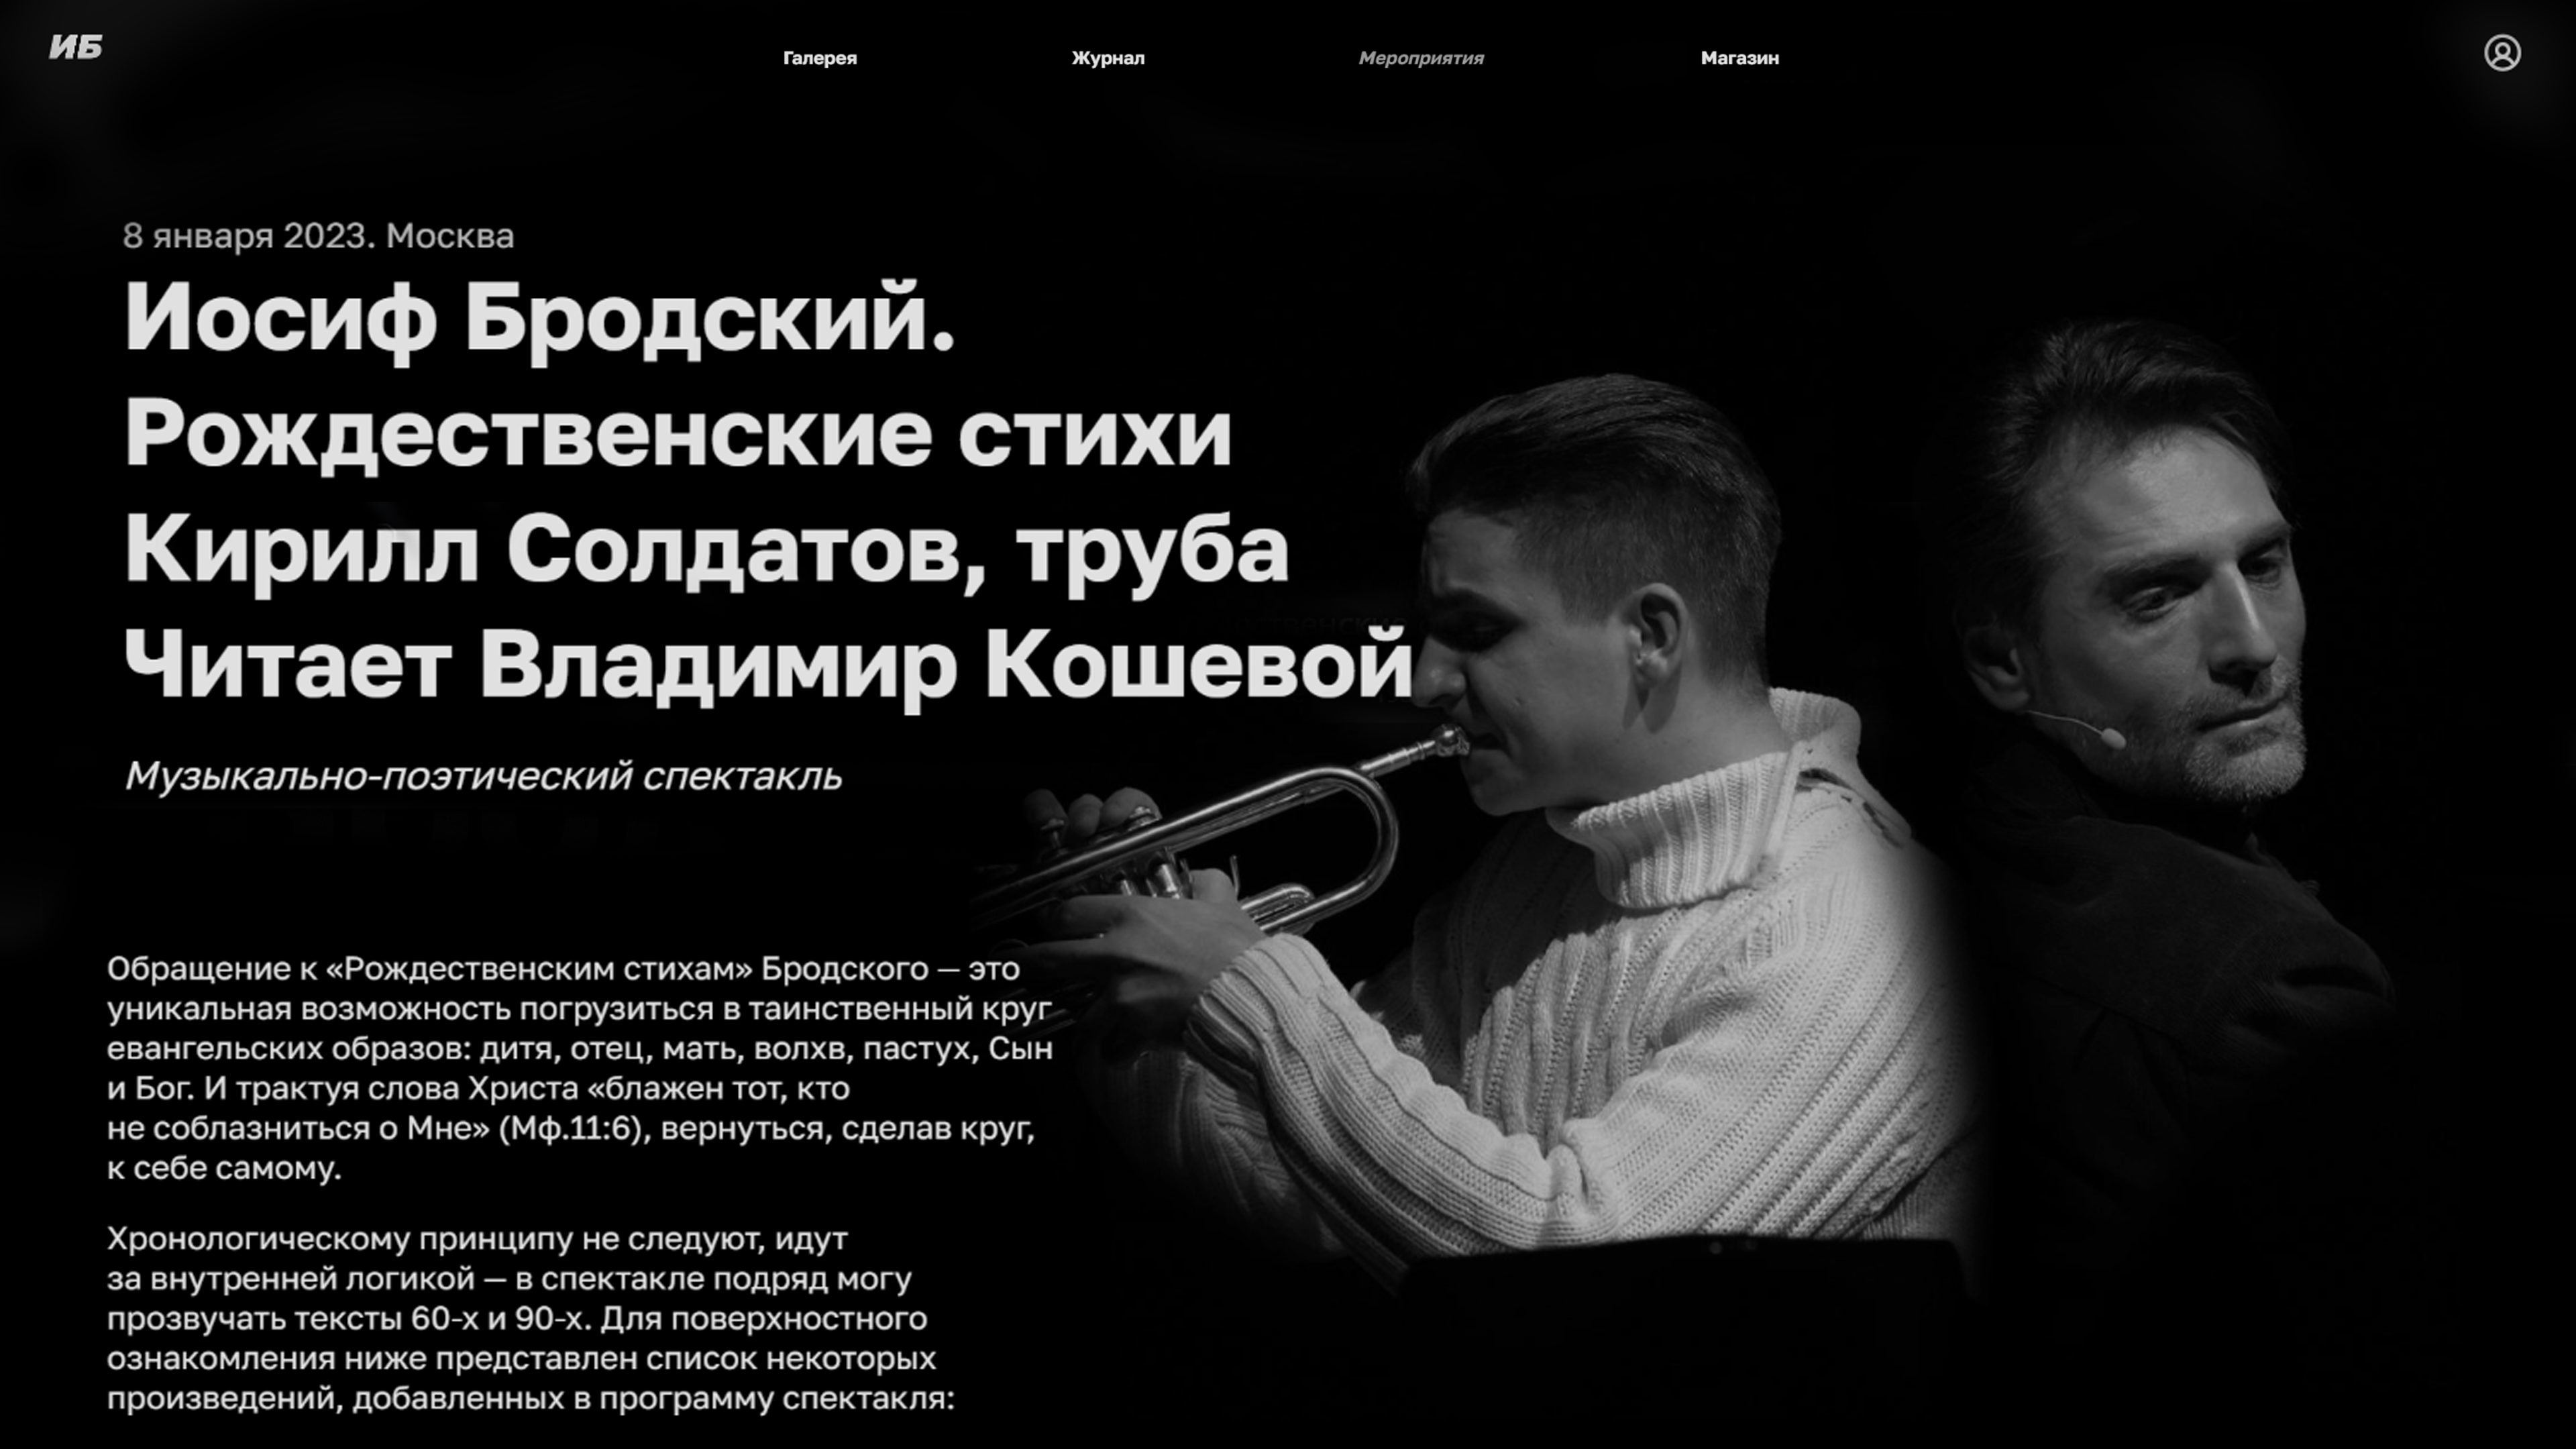 ИБ
Галерея
Журнал
Мероприятия
Магазин
8 января 2023. Москва
Иосиф Бродский.
Рождественские стихи
Кирилл Солдатов, труба
Читает Владимир Кошевой
Музыкально-поэтический спектакль
Обращение к «Рождественским стихам» Бродского — это
уникальная возможность погрузиться в таинственный круг
евангельских образов: дитя, отец, мать, волхв, пастух, Сын
и Бог. И трактуя слова Христа «блажен тот, кто
не соблазниться о Мне» (Мф.11:6), вернуться, сделав круг,
к себе самому.
Хронологическому принципу не следуют, идут
за внутренней логикой — в спектакле подряд могу
прозвучать тексты 60-х и 90-х. Для поверхностного
ознакомления ниже представлен список некоторых
произведений, добавленных в программу спектакля: